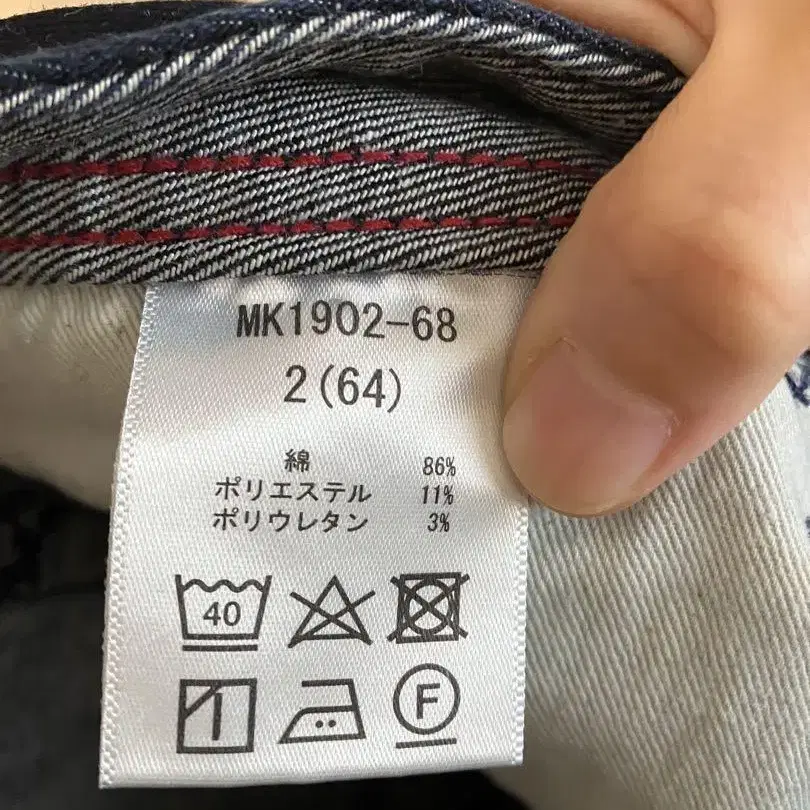 MK1902-68
2(64)
綿 86%
ポリエステル 11%
ポリウレタン 3%
40
F